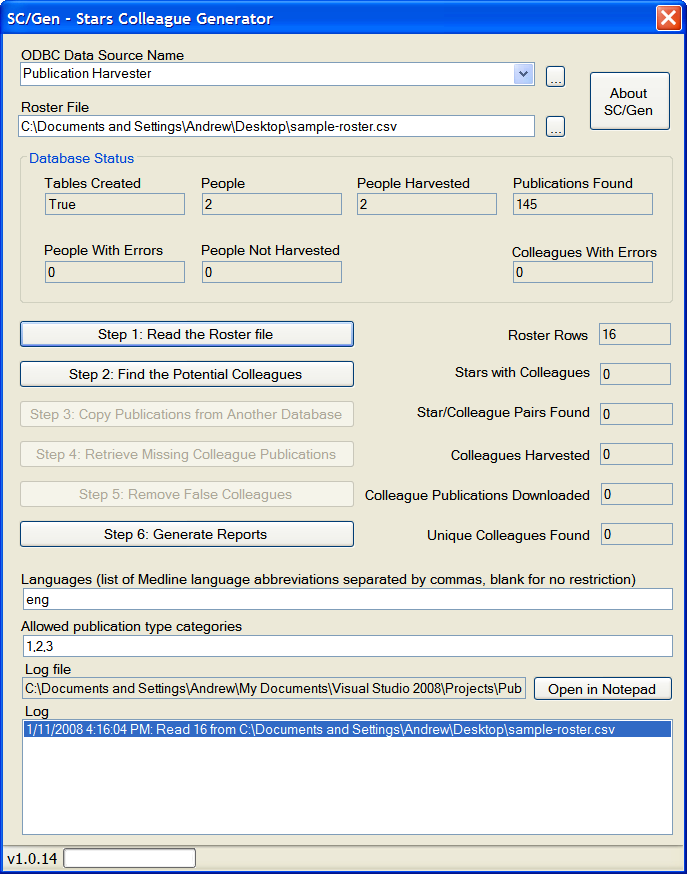 SC/Gen - Stars Colleague Generator
ODBC Data Source Name
Publication Harvester
...
About
SC/Gen
Roster File
C:\Documents and Settings\Andrew\Desktop\sample-roster.csv
...
Database Status
Tables Created People People Harvested Publications Found
True 2 2 145
People With Errors People Not Harvested Colleagues With Errors
0 0 0
Step 1: Read the Roster file Roster Rows 16
Step 2: Find the Potential Colleagues Stars with Colleagues 0
Step 3: Copy Publications from Another Database Star/Colleague Pairs Found 0
Step 4: Retrieve Missing Colleague Publications Colleagues Harvested 0
Step 5: Remove False Colleagues Colleague Publications Downloaded 0
Step 6: Generate Reports Unique Colleagues Found 0
Languages (list of Medline language abbreviations separated by commas, blank for no restriction)
eng
Allowed publication type categories
1,2,3
Log file
C:\Documents and Settings\Andrew\My Documents\Visual Studio 2008\Projects\Pub Open in Notepad
Log
1/11/2008 4:16:04 PM: Read 16 from C:\Documents and Settings\Andrew\Desktop\sample-roster.csv
v1.0.14